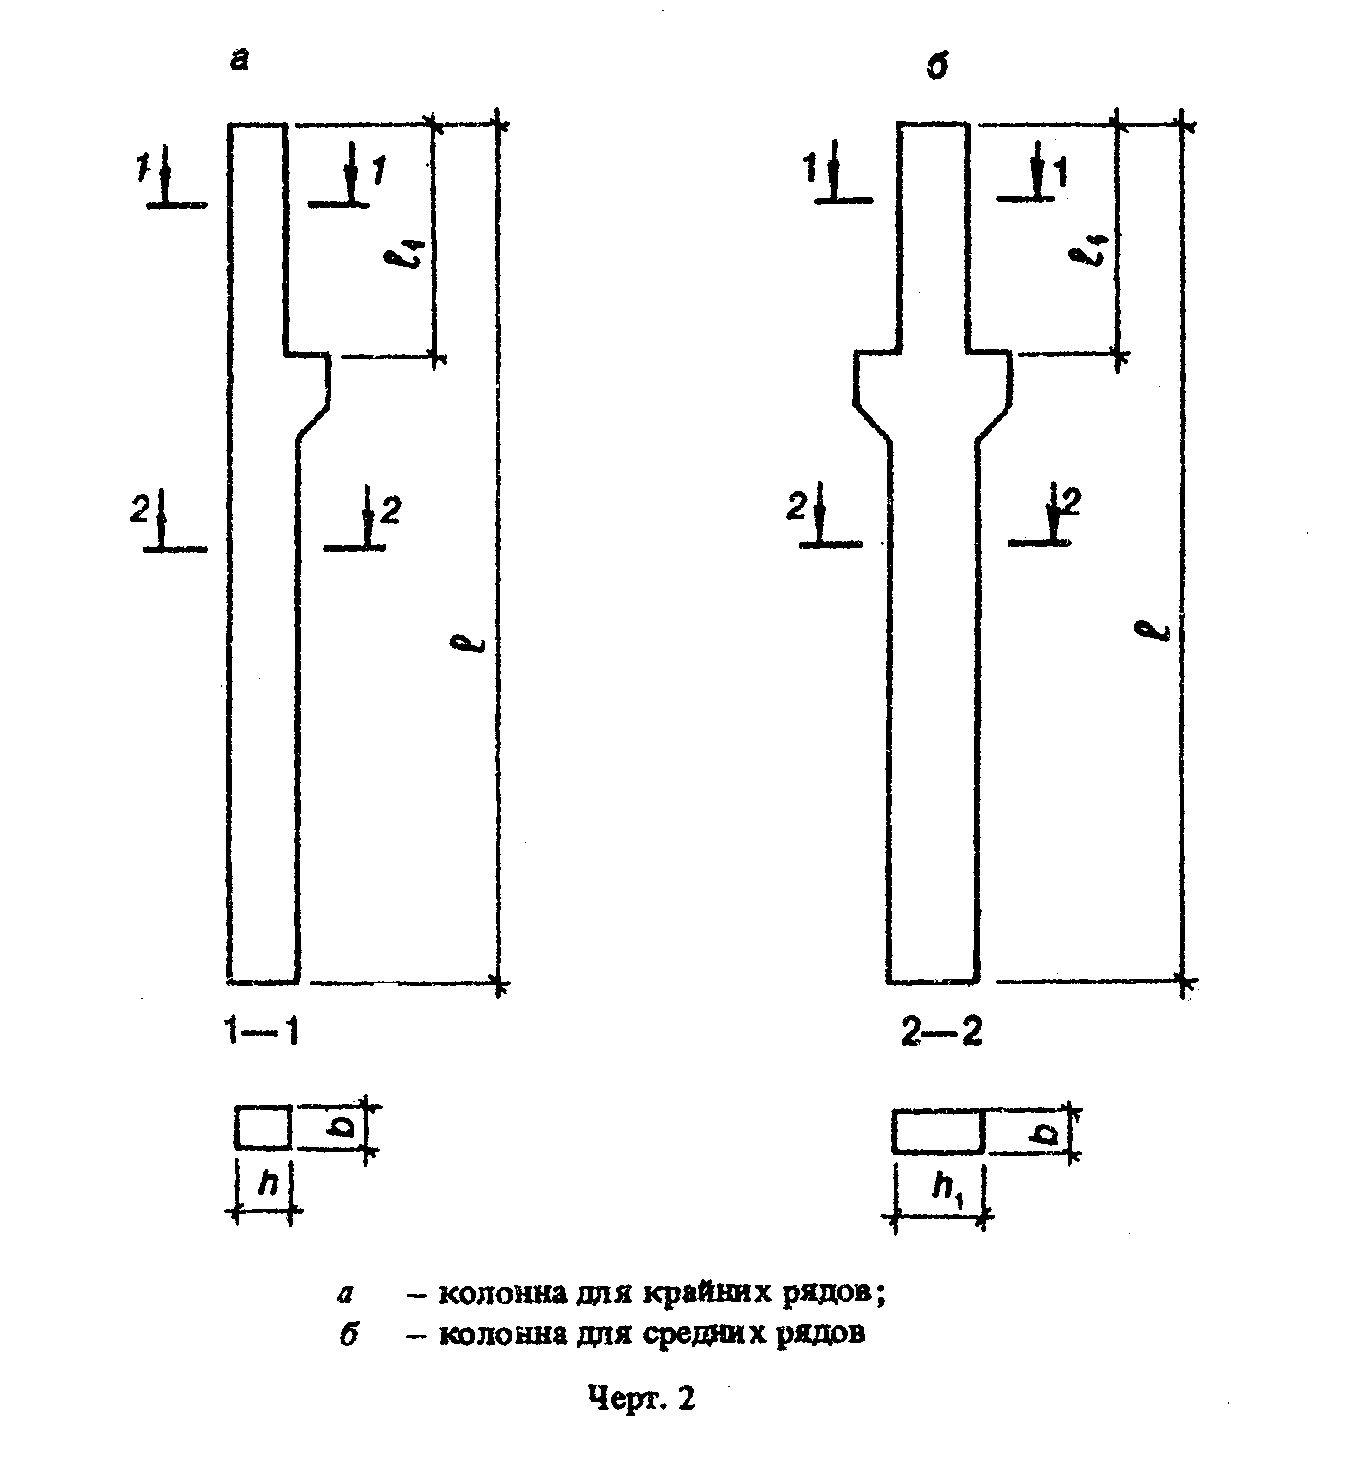 а
б
1 1
1 1
ℓ₁
ℓ₁
2 2
2 2
ℓ
ℓ
1—1
2—2
b
b
h
h₁
а – колонна для крайних рядов;
б – колонна для средних рядов
Черт. 2